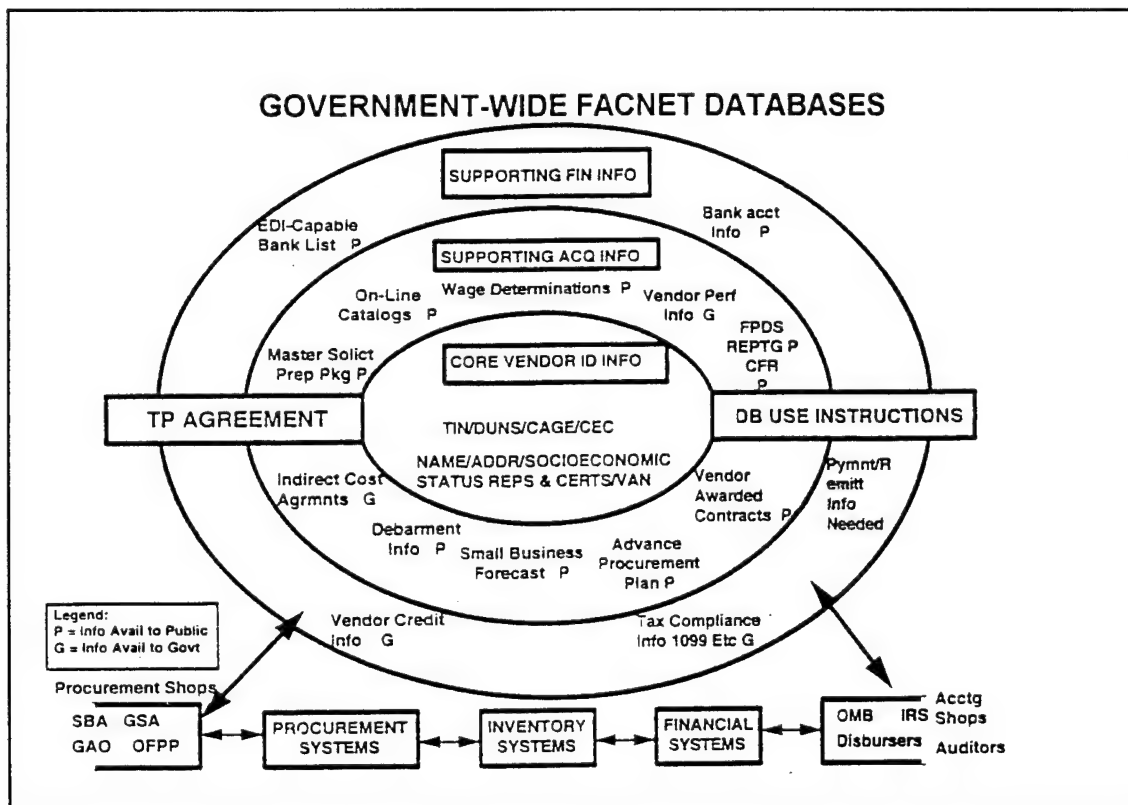 GOVERNMENT-WIDE FACNET DATABASES
SUPPORTING FIN INFO
EDI-Capable
Bank List P
Bank acct
Info P
SUPPORTING ACQ INFO
Wage Determinations P
On-Line
Catalogs P
Vendor Perf
Info G
Master Solict
Prep Pkg P
FPDS
REPTG P
CFR
P
CORE VENDOR ID INFO
TP AGREEMENT
DB USE INSTRUCTIONS
TIN/DUNS/CAGE/CEC
NAME/ADDR/SOCIOECONOMIC
STATUS REPS & CERTS/VAN
Indirect Cost
Agrmnts G
Vendor
Awarded
Contracts P
Pymnt/R
emitt
Info
Needed
Debarment
Info P
Small Business
Forecast P
Advance
Procurement
Plan P
Vendor Credit
Info G
Tax Compliance
Info 1099 Etc G
Legend:
P = Info Avail to Public
G = Info Avail to Govt
Procurement Shops
SBA GSA
GAO OFPP
PROCUREMENT
SYSTEMS
INVENTORY
SYSTEMS
FINANCIAL
SYSTEMS
OMB IRS
Disbursers
Acctg
Shops
Auditors